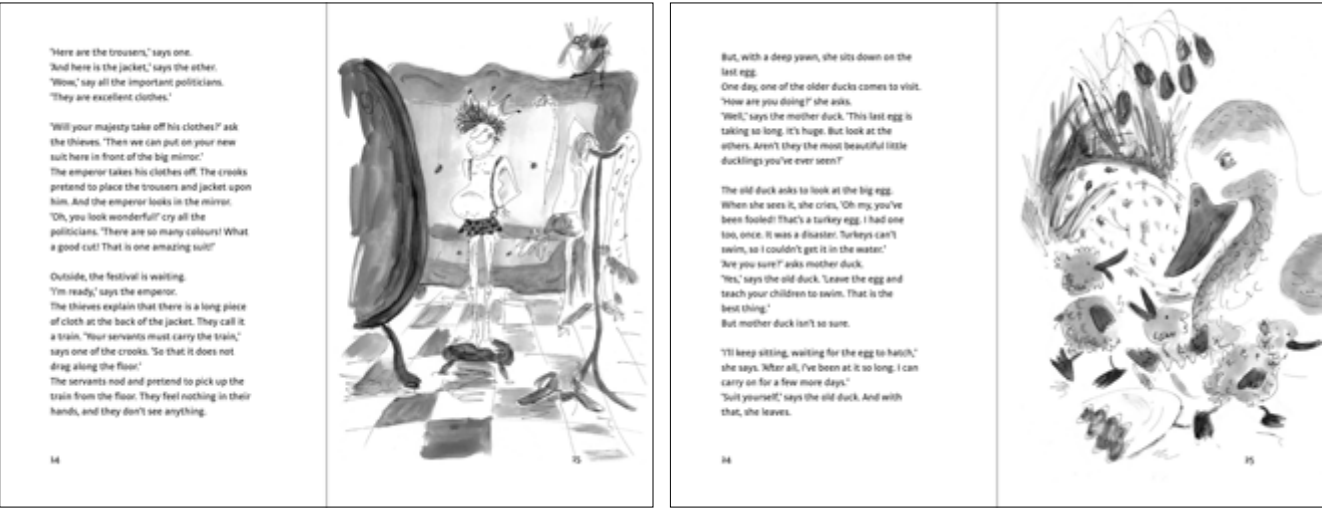 'Here are the trousers,' says one.
'And here is the jacket,' says the other.
'Wow,' say all the important politicians.
'They are excellent clothes.'
'Will your majesty take off his clothes?' ask
the thieves. 'Then we can put on your new
suit here in front of the big mirror.'
The emperor takes his clothes off. The crooks
pretend to place the trousers and jacket upon
him. And the emperor looks in the mirror.
'Oh, you look wonderful!' cry all the
politicians. 'There are so many colours! What
a good cut! That is one amazing suit!'
Outside, the festival is waiting.
'I'm ready,' says the emperor.
The thieves explain that there is a long piece
of cloth at the back of the jacket. They call it
a train. 'Your servants must carry the train,'
says one of the crooks. 'So that it does not
drag along the floor.'
The servants nod and pretend to pick up the
train from the floor. They feel nothing in their
hands, and they don't see anything.
24
25
But, with a deep yawn, she sits down on the
last egg.
One day, one of the older ducks comes to visit.
'How are you doing?' she asks.
'Well,' says the mother duck. 'This last egg is
taking so long. It's huge. But look at the
others. Aren't they the most beautiful little
ducklings you've ever seen?'
The old duck asks to look at the big egg.
When she sees it, she cries, 'Oh my, you've
been fooled! That's a turkey egg. I had one
too, once. It was a disaster. Turkeys can't
swim, so I couldn't get it in the water.'
'Are you sure?' asks mother duck.
'Yes,' says the old duck. 'Leave the egg and
teach your children to swim. That is the
best thing.'
But mother duck isn't so sure.
'I'll keep sitting, waiting for the egg to hatch,'
she says. 'After all, I've been at it so long. I can
carry on for a few more days.'
'Suit yourself,' says the old duck. And with
that, she leaves.
24
25